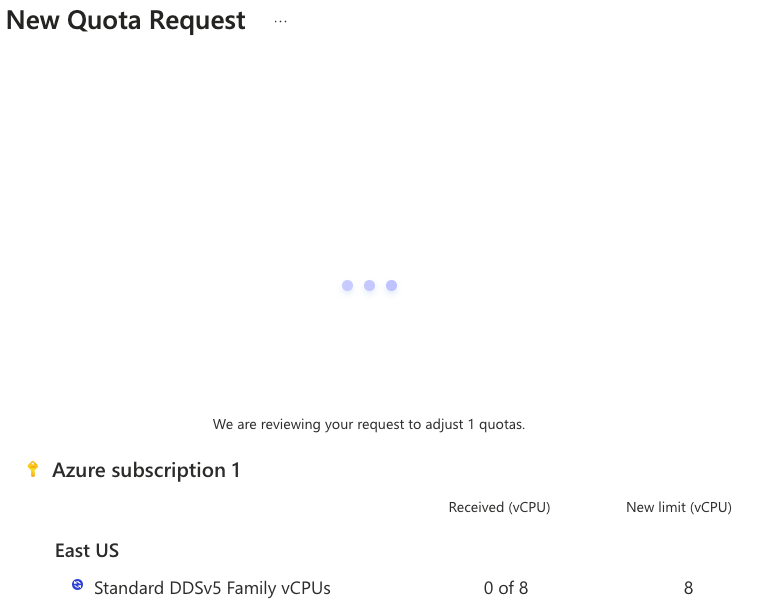 New Quota Request ...
We are reviewing your request to adjust 1 quotas.
Azure subscription 1
Received (vCPU) New limit (vCPU)
East US
Standard DDSv5 Family vCPUs 0 of 8 8